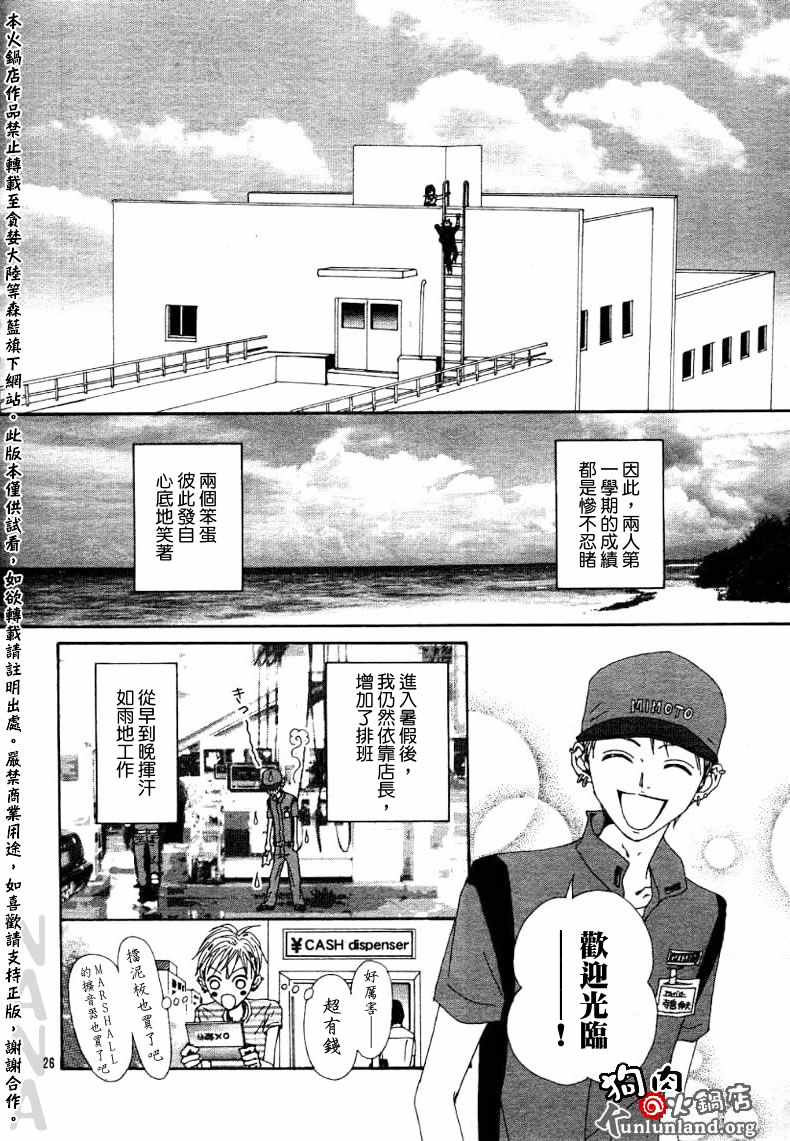 本火鍋店作品禁止轉載至貪婪大陸等森藍旗下網站。此版本僅供試看，如欲轉載請註明出處。嚴禁商業用途，如喜歡請支持正版，謝謝合作。
NANA
因此，兩人第
一學期的成績
都是慘不忍睹
兩個笨蛋
彼此發自
心底地笑著
進入暑假後，
我仍然依靠店長，
增加了排班
從早到晚揮汗
如雨地工作
きっ
MIMOTO
歡迎光臨
——！
¥CASH dispenser
好厲害——
超有錢
擋泥板也買了吧
MARSHALL
的擴音器也買了吧
26
狗肉
火鍋店
Kunlunland.org